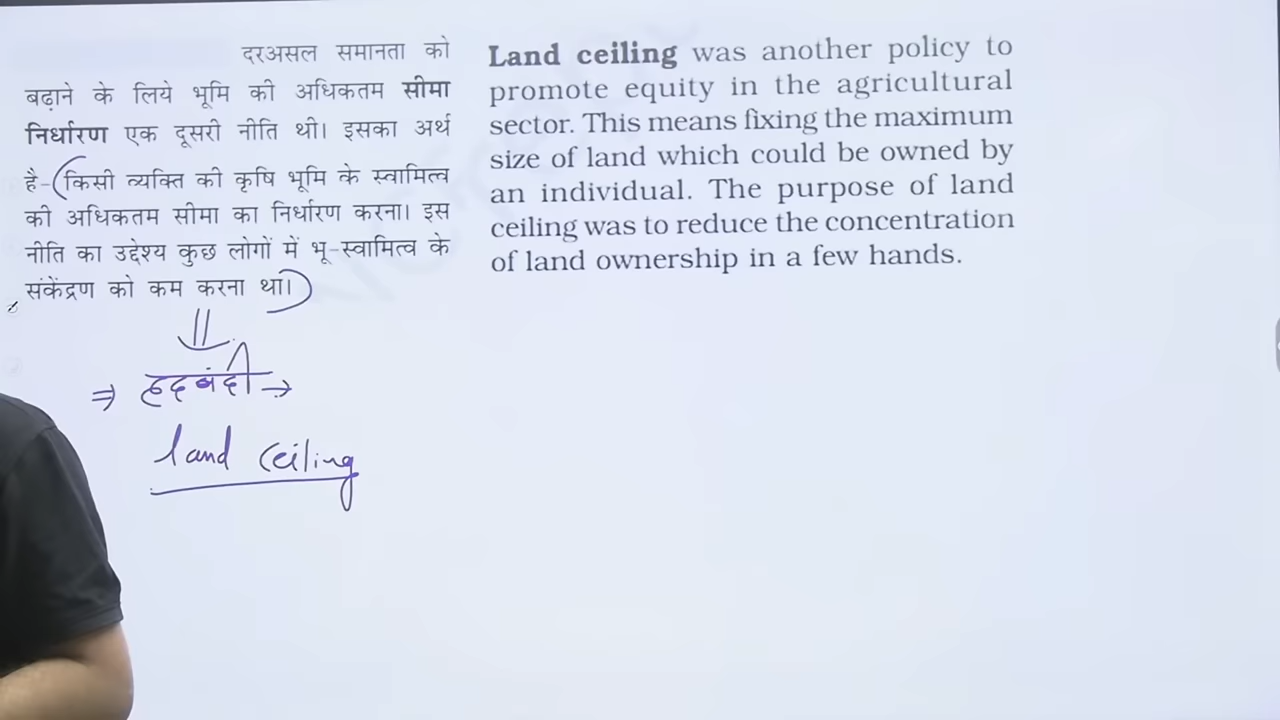 दरअसल समानता को
बढ़ाने के लिये भूमि की अधिकतम सीमा
निर्धारण एक दूसरी नीति थी। इसका अर्थ
है-(किसी व्यक्ति की कृषि भूमि के स्वामित्व
की अधिकतम सीमा का निर्धारण करना। इस
नीति का उद्देश्य कुछ लोगों में भू-स्वामित्व के
संकेंद्रण को कम करना था।)
⇒ हदबंदी →
land ceiling
Land ceiling was another policy to
promote equity in the agricultural
sector. This means fixing the maximum
size of land which could be owned by
an individual. The purpose of land
ceiling was to reduce the concentration
of land ownership in a few hands.